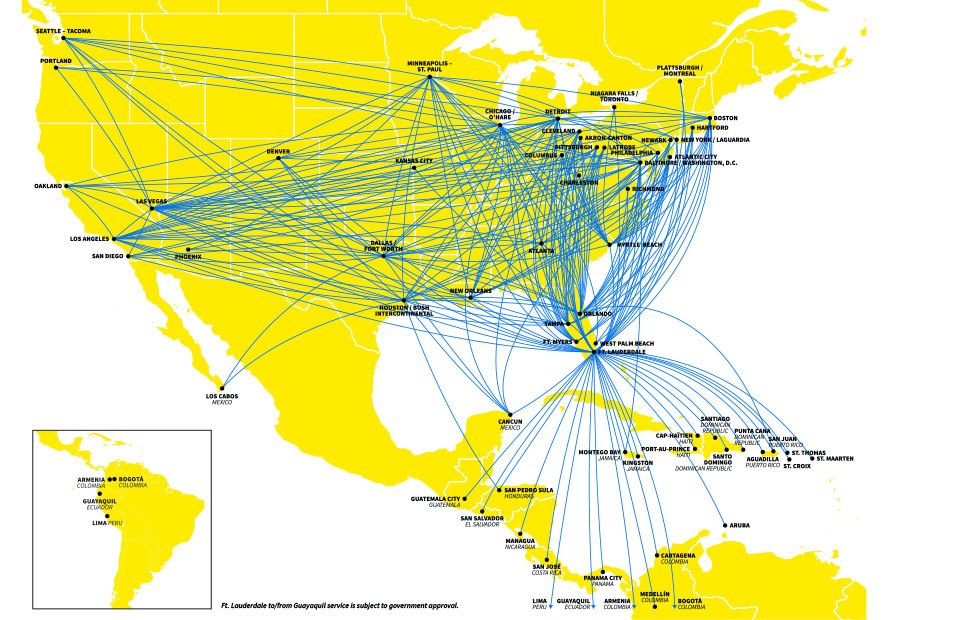 SEATTLE – TACOMA
PORTLAND
MINNEAPOLIS –
ST. PAUL
PLATTSBURGH /
MONTREAL
NIAGARA FALLS /
TORONTO
CHICAGO /
O'HARE
DETROIT
BOSTON
HARTFORD
CLEVELAND
AKRON-CANTON
NEWARK
NEW YORK / LAGUARDIA
PITTSBURGH
LATROBE
PHILADELPHIA
COLUMBUS
ATLANTIC CITY
BALTIMORE / WASHINGTON, D.C.
DENVER
KANSAS CITY
CHARLESTON
RICHMOND
OAKLAND
LAS VEGAS
LOS ANGELES
SAN DIEGO
PHOENIX
DALLAS /
FORT WORTH
ATLANTA
MYRTLE BEACH
NEW ORLEANS
HOUSTON / BUSH
INTERCONTINENTAL
ORLANDO
TAMPA
FT. MYERS
WEST PALM BEACH
FT. LAUDERDALE
LOS CABOS
MEXICO
CANCUN
MEXICO
SANTIAGO
DOMINICAN
REPUBLIC
PUNTA CANA
DOMINICAN
REPUBLIC
SAN JUAN
PUERTO RICO
CAP-HAITIEN
HAITI
MONTEGO BAY
JAMAICA
PORT-AU-PRINCE
HAITI
KINGSTON
JAMAICA
SANTO
DOMINGO
DOMINICAN REPUBLIC
AGUADILLA
PUERTO RICO
ST. THOMAS
ST. CROIX
ST. MAARTEN
GUATEMALA CITY
GUATEMALA
SAN PEDRO SULA
HONDURAS
SAN SALVADOR
EL SALVADOR
MANAGUA
NICARAGUA
SAN JOSÉ
COSTA RICA
PANAMA CITY
PANAMA
ARUBA
CARTAGENA
COLOMBIA
LIMA
PERU
GUAYAQUIL
ECUADOR
ARMENIA
COLOMBIA
MEDELLÍN
COLOMBIA
BOGOTÁ
COLOMBIA
ARMENIA
COLOMBIA
BOGOTÁ
COLOMBIA
GUAYAQUIL
ECUADOR
LIMA PERU
Ft. Lauderdale to/from Guayaquil service is subject to government approval.